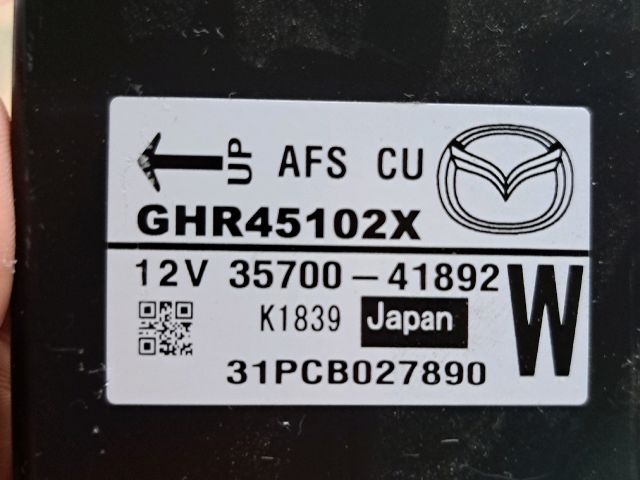 UP AFS CU
GHR45102X
12V 35700-41892 W
K1839 Japan
31PCB027890